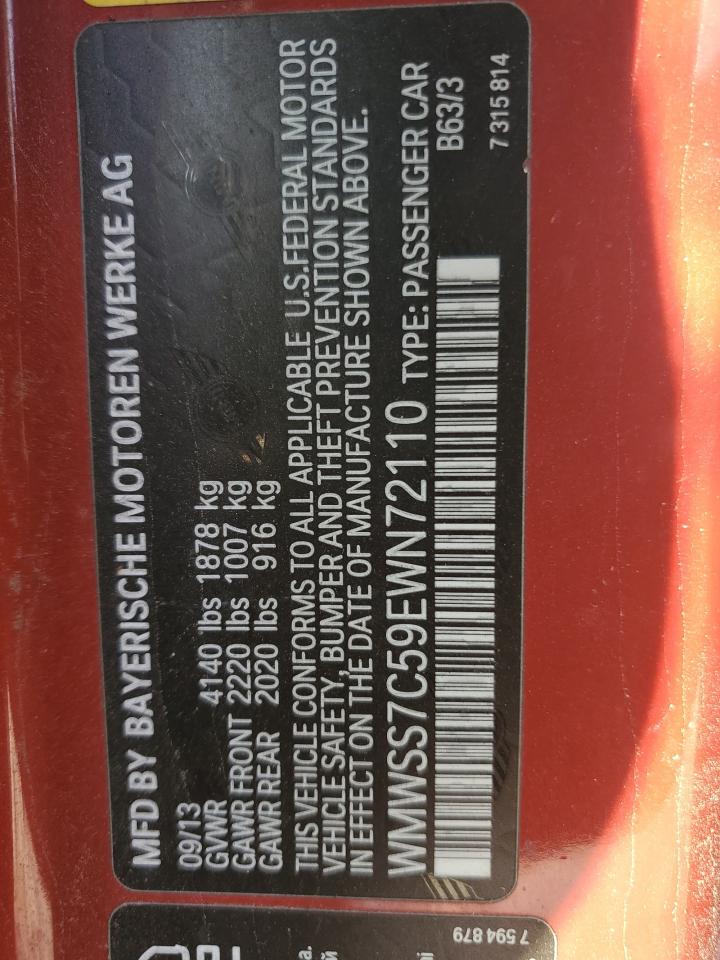 MFD BY BAYERISCHE MOTOREN WERKE AG
09/13
GVWR 4140 lbs 1878 kg
GAWR FRONT 2220 lbs 1007 kg
GAWR REAR 2020 lbs 916 kg
THIS VEHICLE CONFORMS TO ALL APPLICABLE U.S.FEDERAL MOTOR
VEHICLE SAFETY, BUMPER AND THEFT PREVENTION STANDARDS
IN EFFECT ON THE DATE OF MANUFACTURE SHOWN ABOVE.
WMWSS7C59EWN72110 TYPE: PASSENGER CAR
B63/3
7 315 814
7 594 879